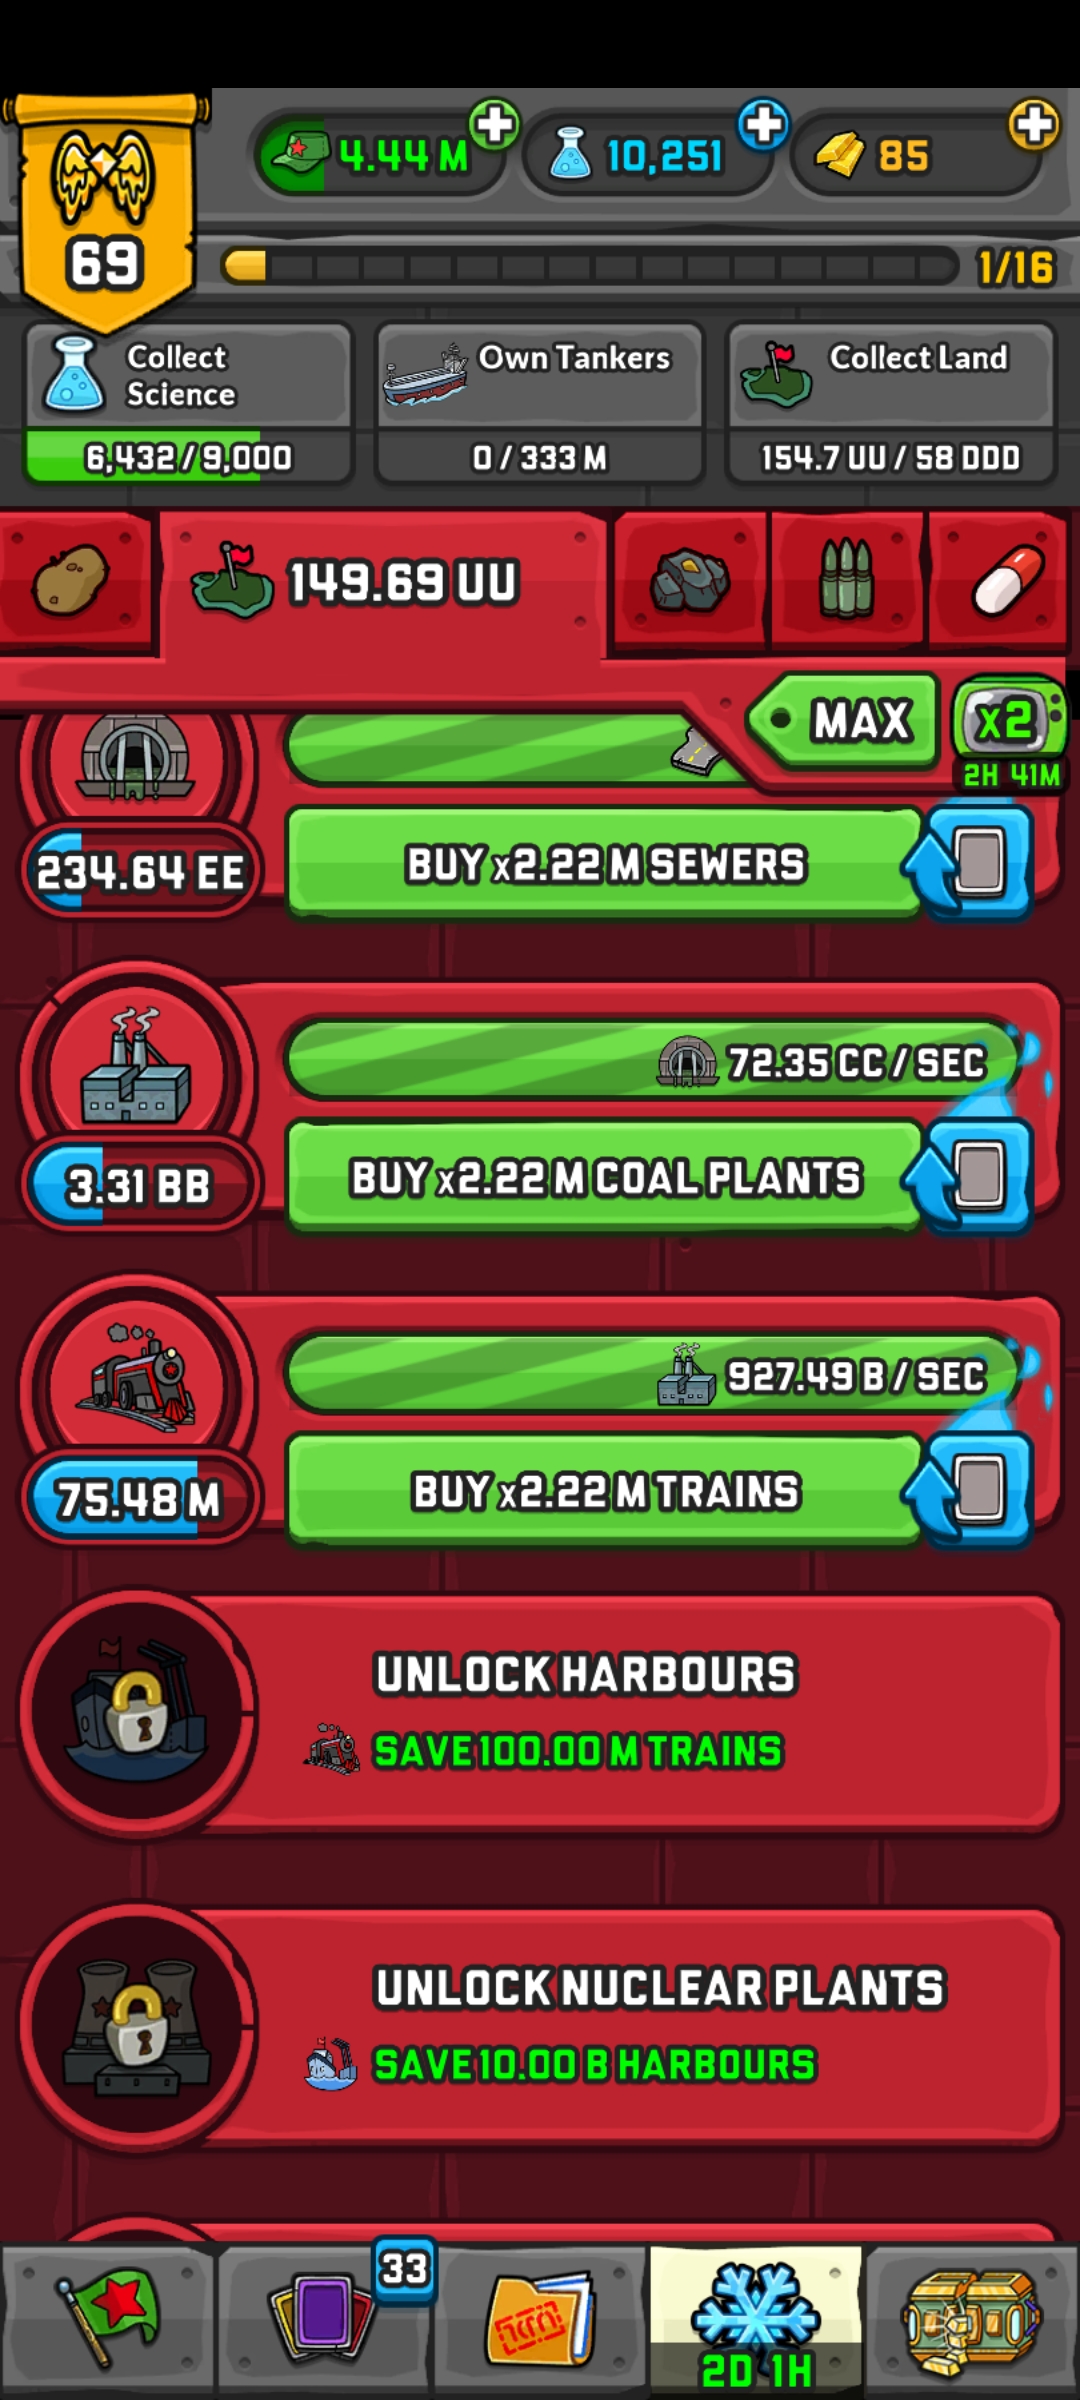 4.44 M
10,251
85
69
1/16
Collect
Science
6,432/9,000
Own Tankers
0/333 M
Collect Land
154.7 UU/58 DDD
149.69 UU
MAX
x2
2H 41M
234.64 EE
BUY x2.22 M SEWERS
72.35 CC/SEC
3.31 BB
BUY x2.22 M COAL PLANTS
927.49 B/SEC
75.48 M
BUY x2.22 M TRAINS
UNLOCK HARBOURS
SAVE 100.00 M TRAINS
UNLOCK NUCLEAR PLANTS
SAVE 10.00 B HARBOURS
33
2D 1H